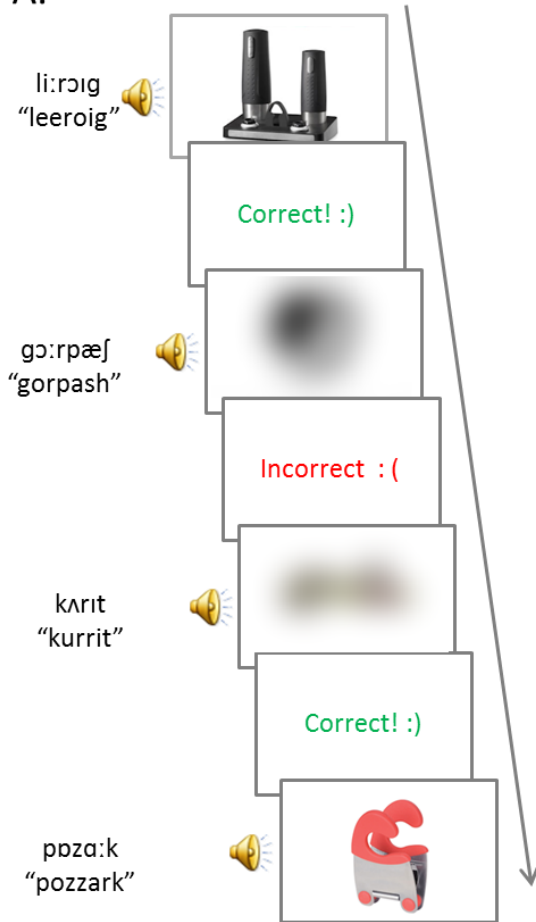 liːrɔɪg
“leeroig”
Correct! :)
gɔːrpæʃ
“gorpash”
Incorrect : (
kʌrɪt
“kurrit”
Correct! :)
pɒzɑːk
“pozzark”